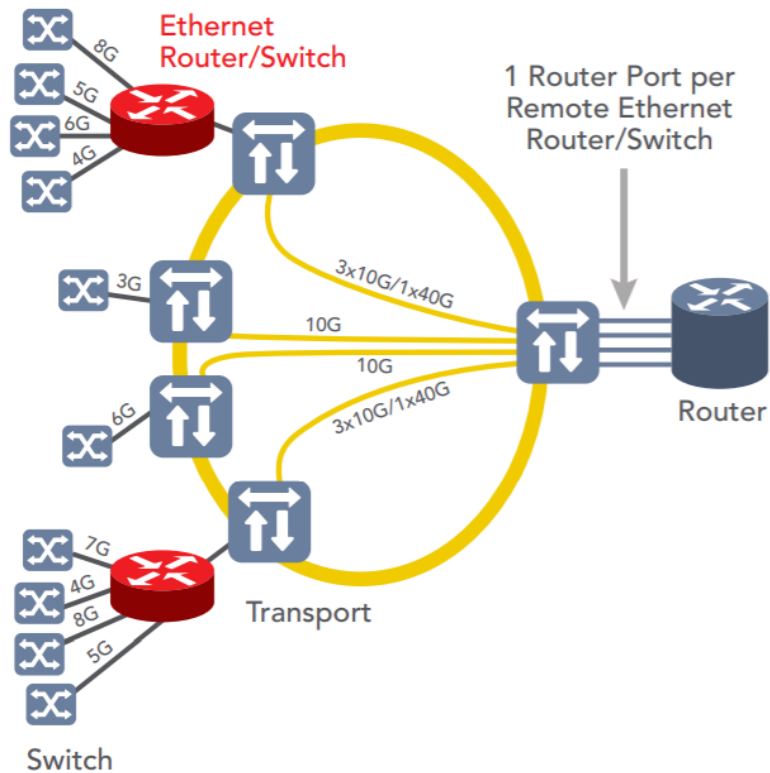 Ethernet
Router/Switch
8G
5G
6G
4G
1 Router Port per
Remote Ethernet
Router/Switch
3x10G/1x40G
3G
10G
10G
6G
3x10G/1x40G
Router
7G
4G
8G
5G
Transport
Switch